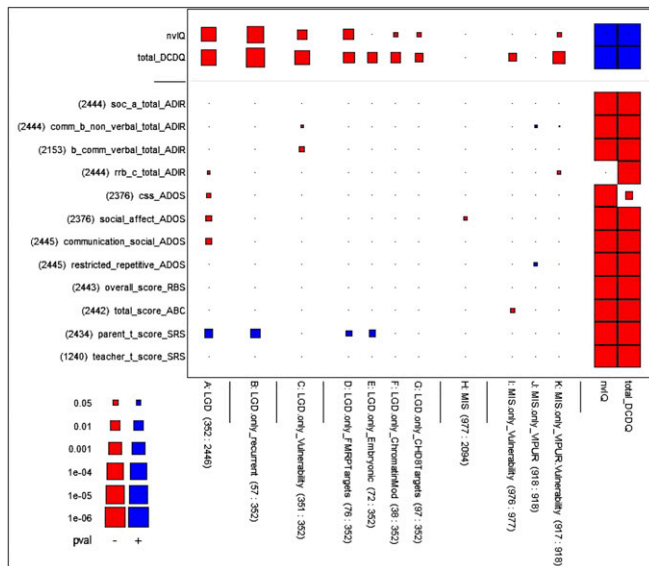 nvIQ
total_DCDQ
(2444) soc_a_total_ADIR
(2444) comm_b_non_verbal_total_ADIR
(2153) b_comm_verbal_total_ADIR
(2444) rrb_c_total_ADIR
(2376) css_ADOS
(2376) social_affect_ADOS
(2445) communication_social_ADOS
(2445) restricted_repetitive_ADOS
(2443) overall_score_RBS
(2442) total_score_ABC
(2434) parent_t_score_SRS
(1240) teacher_t_score_SRS
A: LGD (352 : 2446)
B: LGD.only_recurrent (57 : 352)
C: LGD.only_Vulnerability (351 : 352)
D: LGD.only_FMRPTargets (76 : 352)
E: LGD.only_Embryonic (72 : 352)
F: LGD.only_ChromatinMod (38 : 352)
G: LGD.only_CHD8Targets (97 : 352)
H: MIS (977 : 2094)
I: MIS.only_Vulnerability (976 : 977)
J: MIS.only_VIPUR (918 : 918)
K: MIS.only_VIPUR.Vulnerability (917 : 918)
nvIQ
total_DCDQ
0.05
0.01
0.001
1e-04
1e-05
1e-06
pval - +